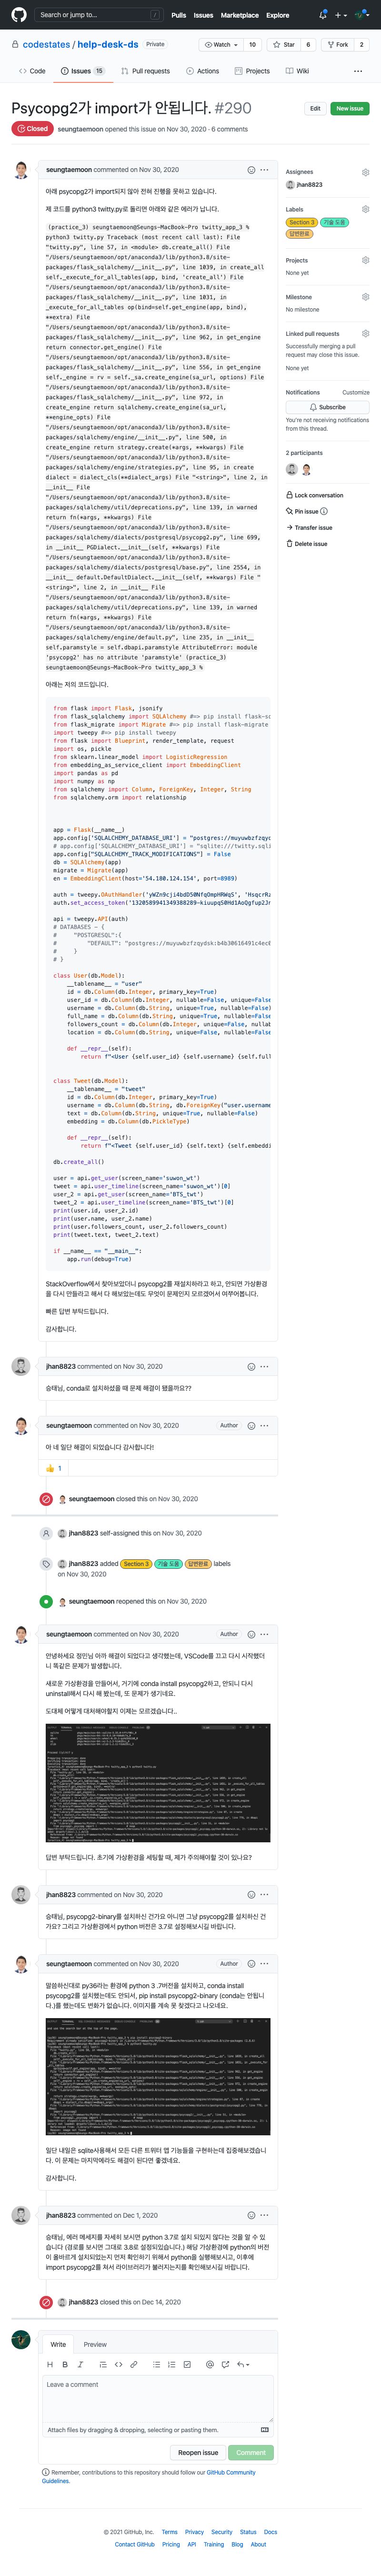 Search or jump to... /
Pulls Issues Marketplace Explore
codestates / help-desk-ds Private
Watch 10 Star 6 Fork 2
Code Issues 15 Pull requests Actions Projects Wiki
Psycopg2가 import가 안됩니다. #290
Edit New issue
Closed seungtaemoon opened this issue on Nov 30, 2020 · 6 comments
seungtaemoon commented on Nov 30, 2020
아래 psycopg2가 import되지 않아 전혀 진행을 못하고 있습니다.
제 코드를 python3 twitty.py로 돌리면 아래와 같은 에러가 납니다.
(practice_3) seungtaemoon@Seungs-MacBook-Pro twitty_app_3 %
python3 twitty.py Traceback (most recent call last): File
"twitty.py", line 57, in <module> db.create_all() File
"/Users/seungtaemoon/opt/anaconda3/lib/python3.8/site-
packages/flask_sqlalchemy/__init__.py", line 1039, in create_all
self._execute_for_all_tables(app, bind, 'create_all') File
"/Users/seungtaemoon/opt/anaconda3/lib/python3.8/site-
packages/flask_sqlalchemy/__init__.py", line 1031, in
_execute_for_all_tables op(bind=self.get_engine(app, bind),
**extra) File
"/Users/seungtaemoon/opt/anaconda3/lib/python3.8/site-
packages/flask_sqlalchemy/__init__.py", line 962, in get_engine
return connector.get_engine() File
"/Users/seungtaemoon/opt/anaconda3/lib/python3.8/site-
packages/flask_sqlalchemy/__init__.py", line 556, in get_engine
self._engine = rv = self._sa.create_engine(sa_url, options) File
"/Users/seungtaemoon/opt/anaconda3/lib/python3.8/site-
packages/flask_sqlalchemy/__init__.py", line 972, in
create_engine return sqlalchemy.create_engine(sa_url,
**engine_opts) File
"/Users/seungtaemoon/opt/anaconda3/lib/python3.8/site-
packages/sqlalchemy/engine/__init__.py", line 500, in
create_engine return strategy.create(*args, **kwargs) File
"/Users/seungtaemoon/opt/anaconda3/lib/python3.8/site-
packages/sqlalchemy/engine/strategies.py", line 95, in create
dialect = dialect_cls(**dialect_args) File "<string>", line 2, in
__init__ File
"/Users/seungtaemoon/opt/anaconda3/lib/python3.8/site-
packages/sqlalchemy/util/deprecations.py", line 139, in warned
return fn(*args, **kwargs) File
"/Users/seungtaemoon/opt/anaconda3/lib/python3.8/site-
packages/sqlalchemy/dialects/postgresql/psycopg2.py", line 699,
in __init__ PGDialect.__init__(self, **kwargs) File
"/Users/seungtaemoon/opt/anaconda3/lib/python3.8/site-
packages/sqlalchemy/dialects/postgresql/base.py", line 2554, in
__init__ default.DefaultDialect.__init__(self, **kwargs) File "
<string>", line 2, in __init__ File
"/Users/seungtaemoon/opt/anaconda3/lib/python3.8/site-
packages/sqlalchemy/util/deprecations.py", line 139, in warned
return fn(*args, **kwargs) File
"/Users/seungtaemoon/opt/anaconda3/lib/python3.8/site-
packages/sqlalchemy/engine/default.py", line 235, in __init__
self.paramstyle = self.dbapi.paramstyle AttributeError: module
'psycopg2' has no attribute 'paramstyle' (practice_3)
seungtaemoon@Seungs-MacBook-Pro twitty_app_3 %
아래는 저의 코드입니다.
from flask import Flask, jsonify
from flask_sqlalchemy import SQLAlchemy #=> pip install flask-sq
from flask_migrate import Migrate #=> pip install flask-migrate
import tweepy #=> pip install tweepy
from flask import Blueprint, render_template, request
import os, pickle
from sklearn.linear_model import LogisticRegression
from embedding_as_service_client import EmbeddingClient
import pandas as pd
import numpy as np
from sqlalchemy import Column, ForeignKey, Integer, String
from sqlalchemy.orm import relationship
app = Flask(__name__)
app.config['SQLALCHEMY_DATABASE_URI'] =
# app.config['SQLALCHEMY_DATABASE_URI'] =
app.config["SQLALCHEMY_TRACK_MODIFICATIONS"] = False
db = SQLAlchemy(app)
migrate = Migrate(app)
en = EmbeddingClient(host='54.180.124.154', port=8989)
auth = tweepy.OAuthHandler(
auth.set_access_token(
api = tweepy.API(auth)
# DATABASES = {
# "POSTGRESQL":{
# "DEFAULT":
# }
# }
class User(db.Model):
__tablename__ = "user"
id = db.Column(db.Integer, primary_key=True)
user_id = db.Column(db.Integer, nullable=False, unique=False
username = db.Column(db.String, unique=True, nullable=False)
full_name = db.Column(db.String, unique=True, nullable=False
followers_count = db.Column(db.Integer, unique=False, nullab
location = db.Column(db.String, unique=False, nullable=True)
def __repr__(self):
return f"<User {self.user_id} {self.username} {self.full
class Tweet(db.Model):
__tablename__ = "tweet"
id = db.Column(db.Integer, primary_key=True)
username = db.Column(db.String, db.ForeignKey("user.username
text = db.Column(db.String, unique=True, nullable=False)
embedding = db.Column(db.PickleType)
def __repr__(self):
return f"<Tweet {self.user_id} {self.text} {self.embeddi
db.create_all()
user = api.get_user(screen_name='suwon_wt')
tweet = api.user_timeline(screen_name='suwon_wt')[0]
user_2 = api.get_user(screen_name='BTS_twt')
tweet_2 = api.user_timeline(screen_name='BTS_twt')[0]
print(user.id, user_2.id)
print(user.name, user_2.name)
print(user.followers_count, user_2.followers_count)
print(tweet.text, tweet_2.text)
if __name__ == "__main__":
app.run(debug=True)
StackOverflow에서 찾아보았더니 psycopg2를 재설치하라고 하고, 안되면 가상환경
을 다시 만들라고 해서 다 해보았는데도 무엇이 문제인지 모르겠어서 여쭈어봅니다.
빠른 답변 부탁드립니다.
감사합니다.
jhan8823 commented on Nov 30, 2020
승태님, conda로 설치하셨을 때 문제 해결이 됐을까요??
seungtaemoon commented on Nov 30, 2020 Author
아 네 일단 해결이 되었습니다 감사합니다!
1
seungtaemoon closed this on Nov 30, 2020
jhan8823 self-assigned this on Nov 30, 2020
jhan8823 added Section 3 기술 도움 답변완료 labels
on Nov 30, 2020
seungtaemoon reopened this on Nov 30, 2020
seungtaemoon commented on Nov 30, 2020 Author
안녕하세요 정민님 아까 해결이 되었다고 생각했는데, VSCode를 끄고 다시 시작했더
니 똑같은 문제가 발생합니다.
새로운 가상환경을 만들어서, 거기에 conda install psycopg2하고, 안되니 다시
uninstall해서 다시 해 봤는데, 또 문제가 생기네요.
도대체 어떻게 대처해야할지 이제는 모르겠습니다..
답변 부탁드립니다. 초기에 가상환경을 세팅할 때, 제가 주의해야할 것이 있나요?
jhan8823 commented on Nov 30, 2020
승태님, psycopg2-binary를 설치하신 건가요 아니면 그냥 psycopg2를 설치하신 건
가요? 그리고 가상환경에서 python 버전은 3.7로 설정해보시길 바랍니다.
seungtaemoon commented on Nov 30, 2020 Author
말씀하신대로 py36라는 환경에 python 3 .7버전을 설치하고, conda install
psycopg2를 설치했는데도 안되서, pip install psycopg2-binary (conda는 안됩니
다.)를 했는데도 변화가 없습니다. 이미지를 계속 못 찾겠다고 나오네요.
일단 내일은 sqlite사용해서 모든 다른 트위터 앱 기능들을 구현하는데 집중해보겠습니
다. 이 문제는 마지막에라도 해결이 된다면 좋겠네요.
감사합니다.
jhan8823 commented on Dec 1, 2020
승태님, 에러 메세지를 자세히 보시면 python 3.7로 설치 되있지 않다는 것을 알 수 있
습니다 (경로를 보시면 그대로 3.8로 설정되있습니다.) 해당 가상환경에 python의 버전
이 올바르게 설치되었는지 먼저 확인하기 위해서 python을 실행해보시고, 이후에
import psycopg2를 쳐서 라이브러리가 불러지는지를 확인해보시길 바랍니다.
jhan8823 closed this on Dec 14, 2020
Write Preview
Leave a comment
Attach files by dragging & dropping, selecting or pasting them.
Reopen issue Comment
Remember, contributions to this repository should follow our GitHub Community
Guidelines.
Assignees
jhan8823
Labels
Section 3 기술 도움
답변완료
Projects
None yet
Milestone
No milestone
Linked pull requests
Successfully merging a pull
request may close this issue.
None yet
Notifications Customize
Subscribe
You're not receiving notifications
from this thread.
2 participants
Lock conversation
Pin issue
Transfer issue
Delete issue
© 2021 GitHub, Inc. Terms Privacy Security Status Docs
Contact GitHub Pricing API Training Blog About